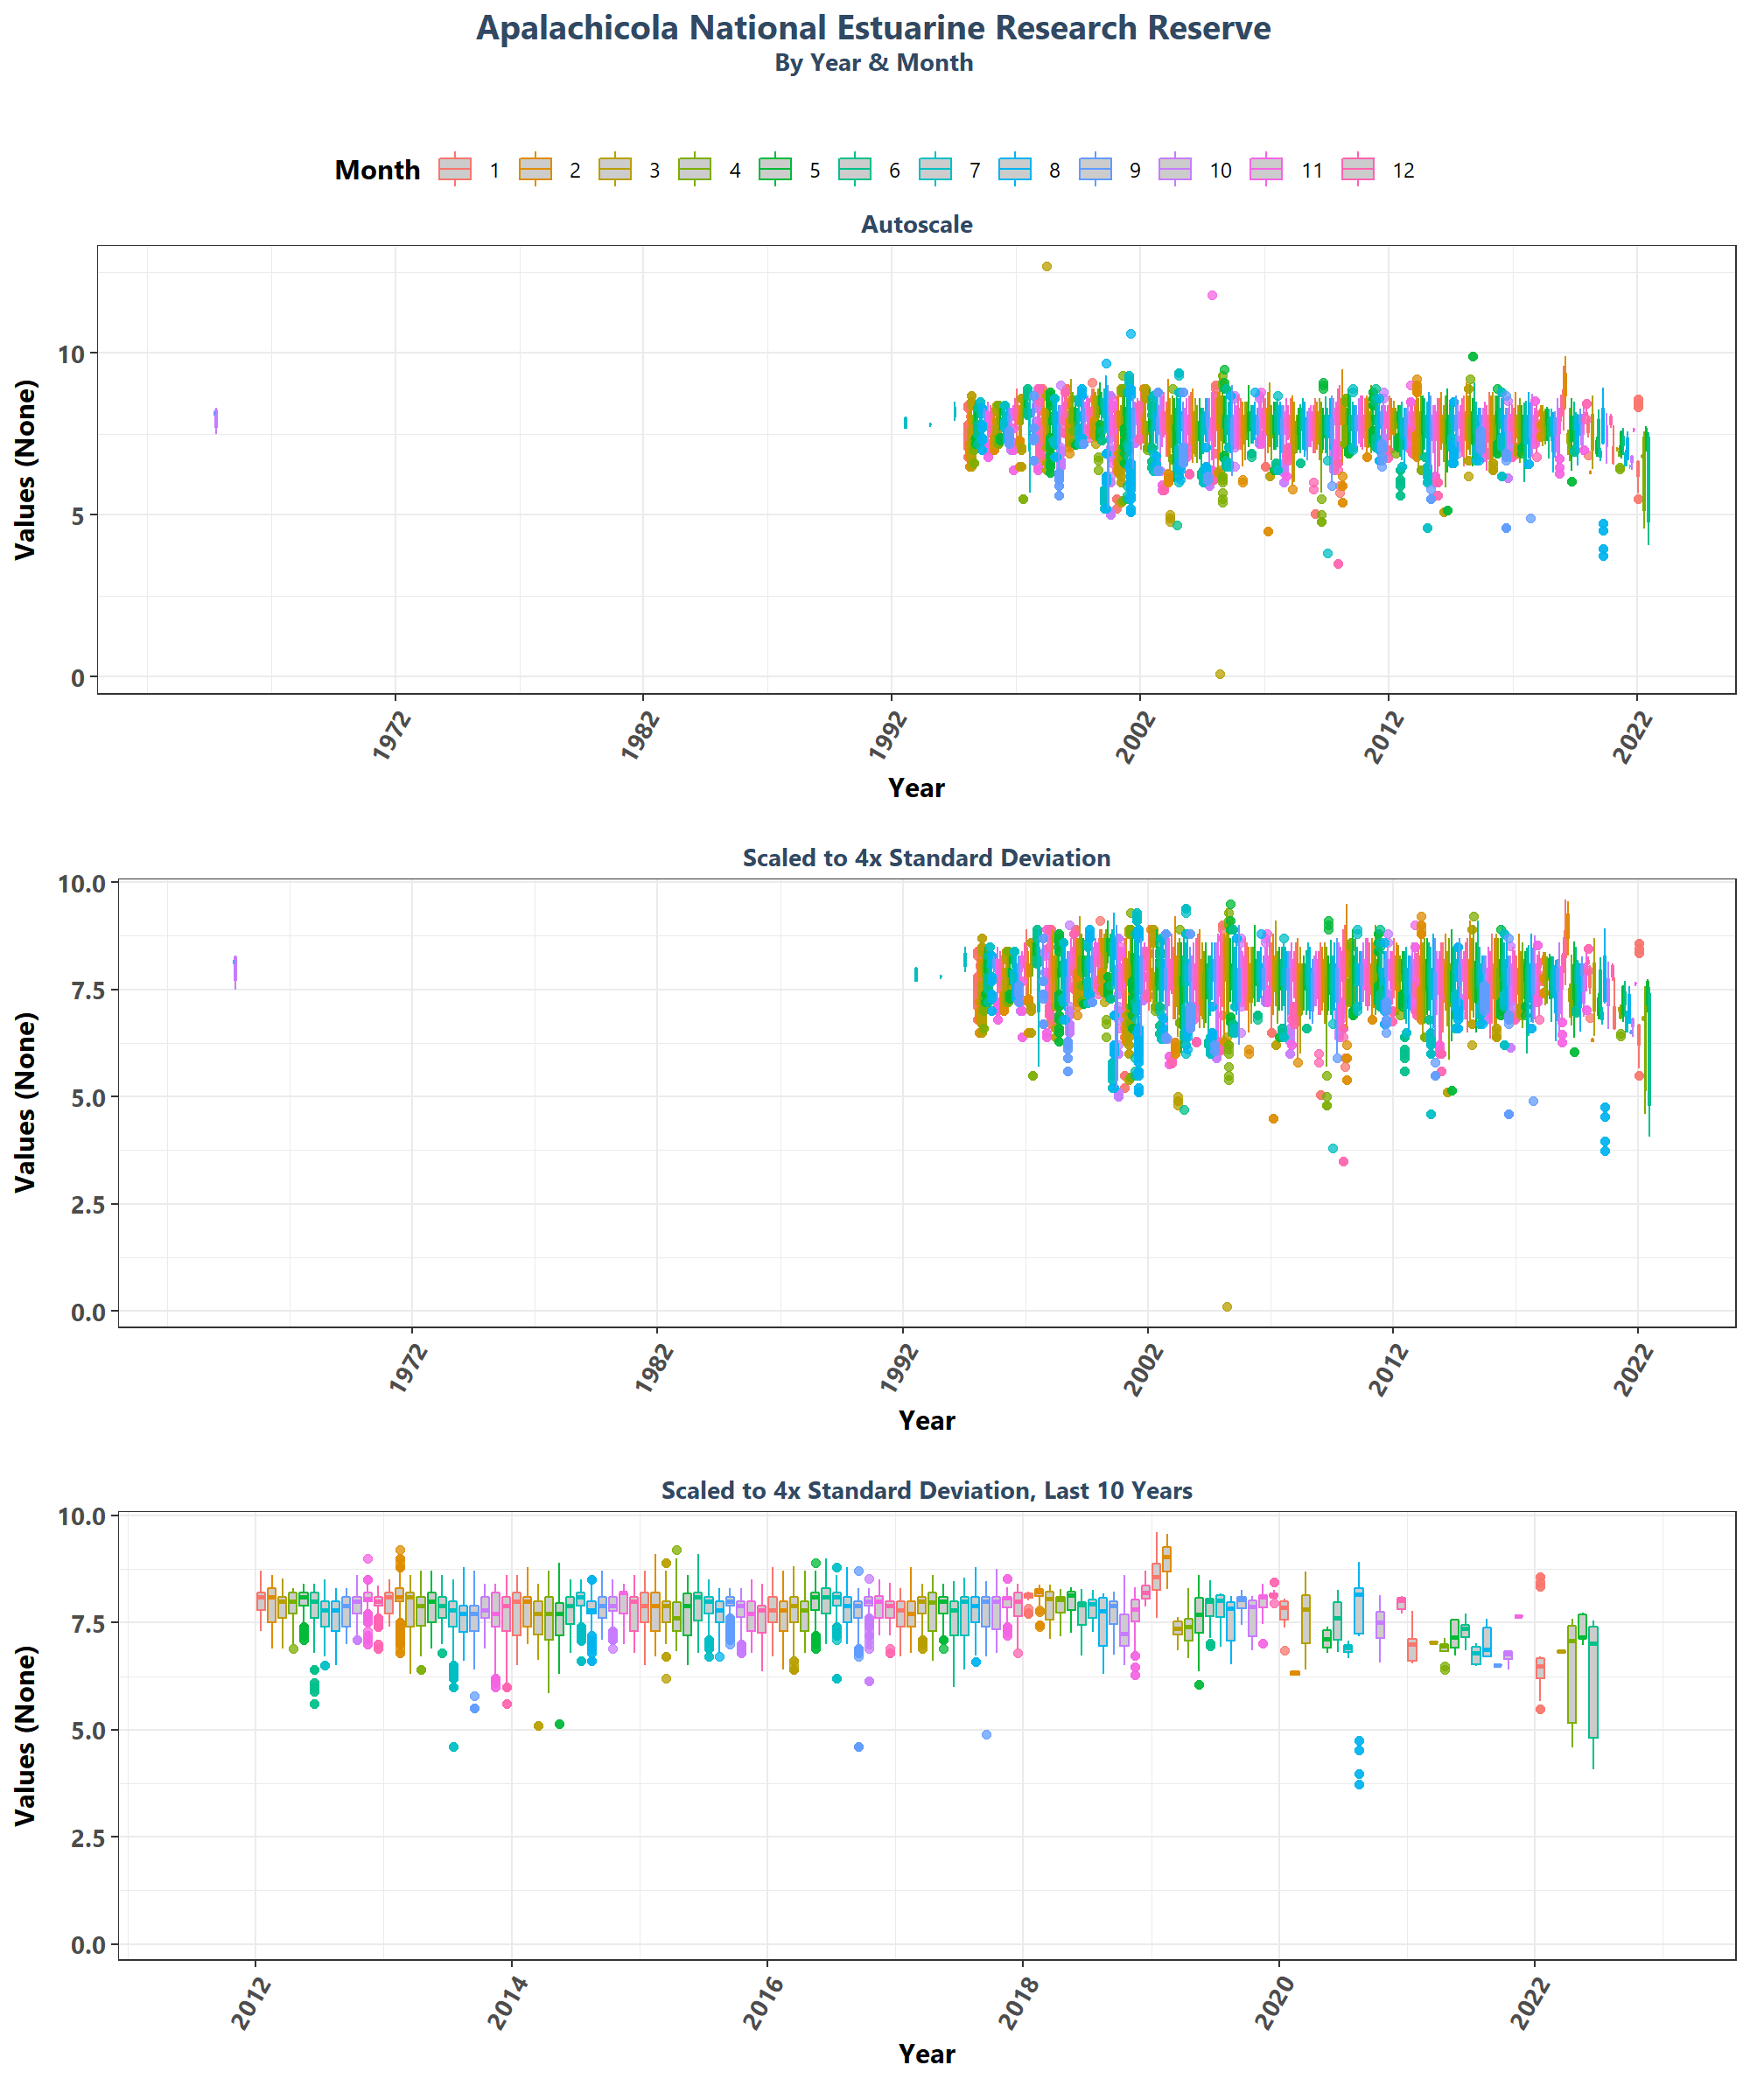 Apalachicola National Estuarine Research Reserve
By Year & Month
Month 1 2 3 4 5 6 7 8 9 10 11 12
Autoscale
Values (None)
10
5
0
1972 1982 1992 2002 2012 2022
Year
Scaled to 4x Standard Deviation
Values (None)
10.0
7.5
5.0
2.5
0.0
1972 1982 1992 2002 2012 2022
Year
Scaled to 4x Standard Deviation, Last 10 Years
Values (None)
10.0
7.5
5.0
2.5
0.0
2012 2014 2016 2018 2020 2022
Year